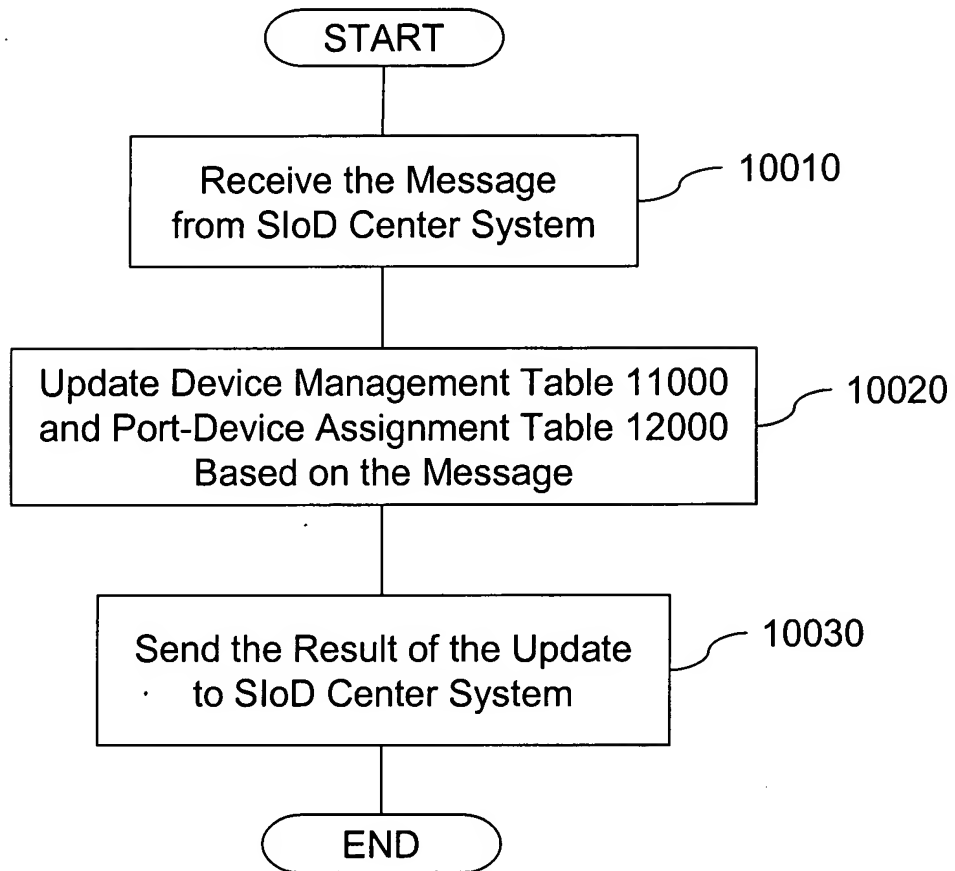 START
Receive the Message
from SIoD Center System
10010
Update Device Management Table 11000
and Port-Device Assignment Table 12000
Based on the Message
10020
Send the Result of the Update
to SIoD Center System
10030
END